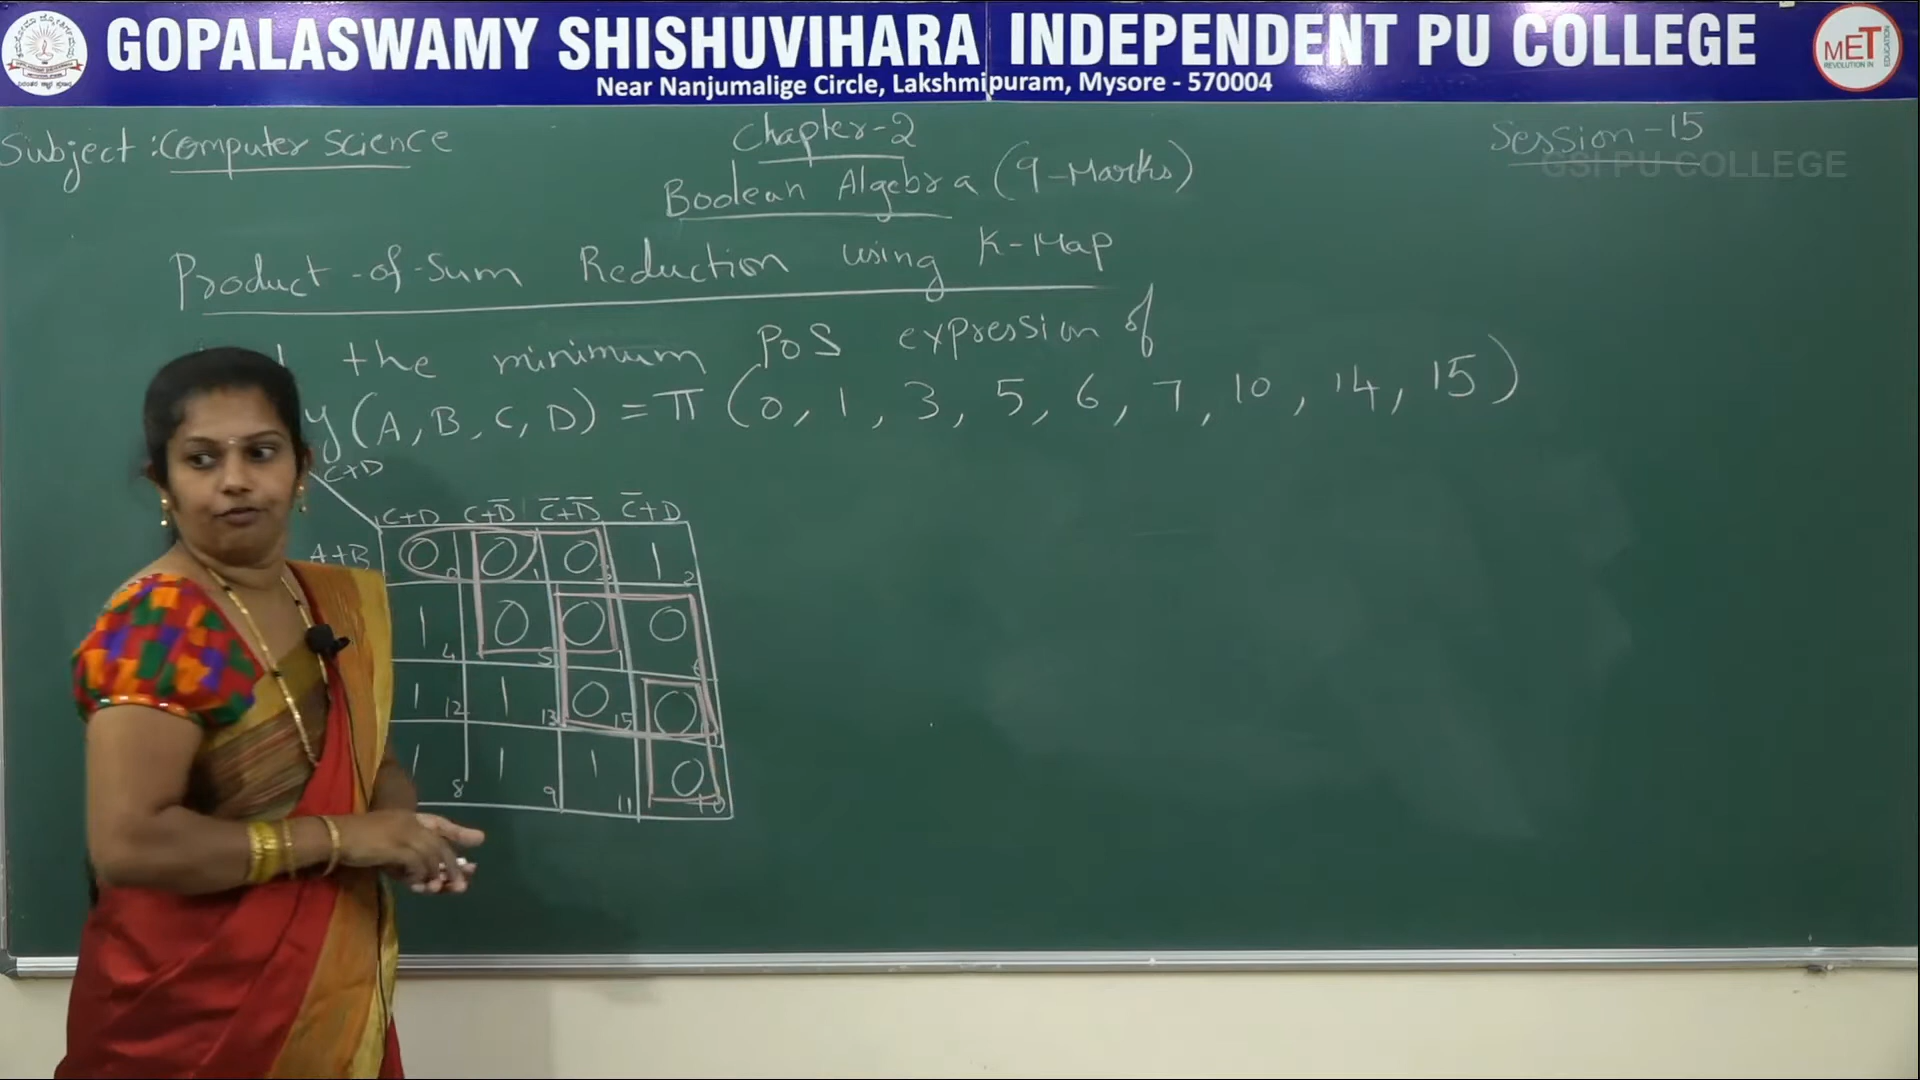 GOPALASWAMY SHISHUVIHARA INDEPENDENT PU COLLEGE
Near Nanjumalige Circle, Lakshmipuram, Mysore - 570004
MET
REVOLUTION IN EDUCATION
Subject : Computer Science
Chapter-2
Session-15
GSI PU COLLEGE
Boolean Algebra (9-Marks)
Product-of-Sum Reduction using K-Map
the minimum POS expression of
y(A,B,C,D) = π (0, 1, 3, 5, 6, 7, 10, 14, 15)
C+D
C+D C+D̅ C̅+D̅ C̅+D
A+B 0 0 0 1 3 1 2
1 4 0 5 0 0
1 12 1 13 0 15 0
1 8 1 9 1 11 0 10